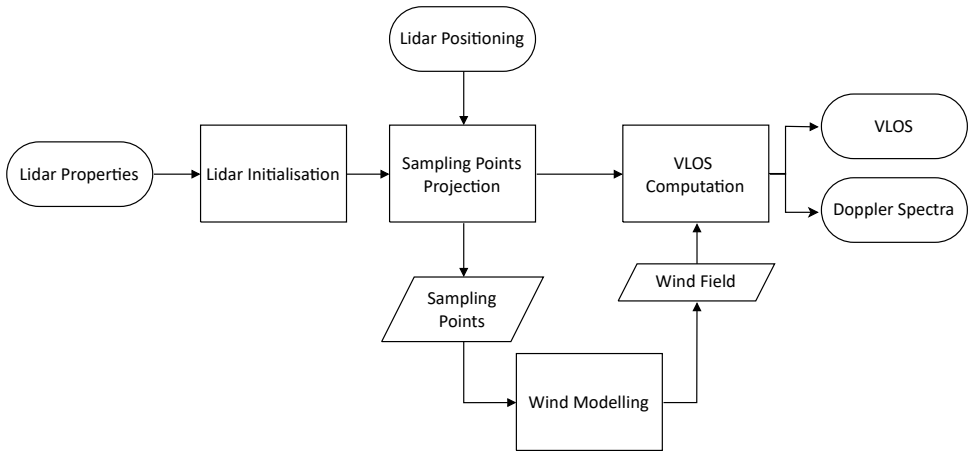 Lidar Positioning
Lidar Properties
Lidar Initialisation
Sampling Points
Projection
VLOS
Computation
VLOS
Doppler Spectra
Sampling
Points
Wind Field
Wind Modelling